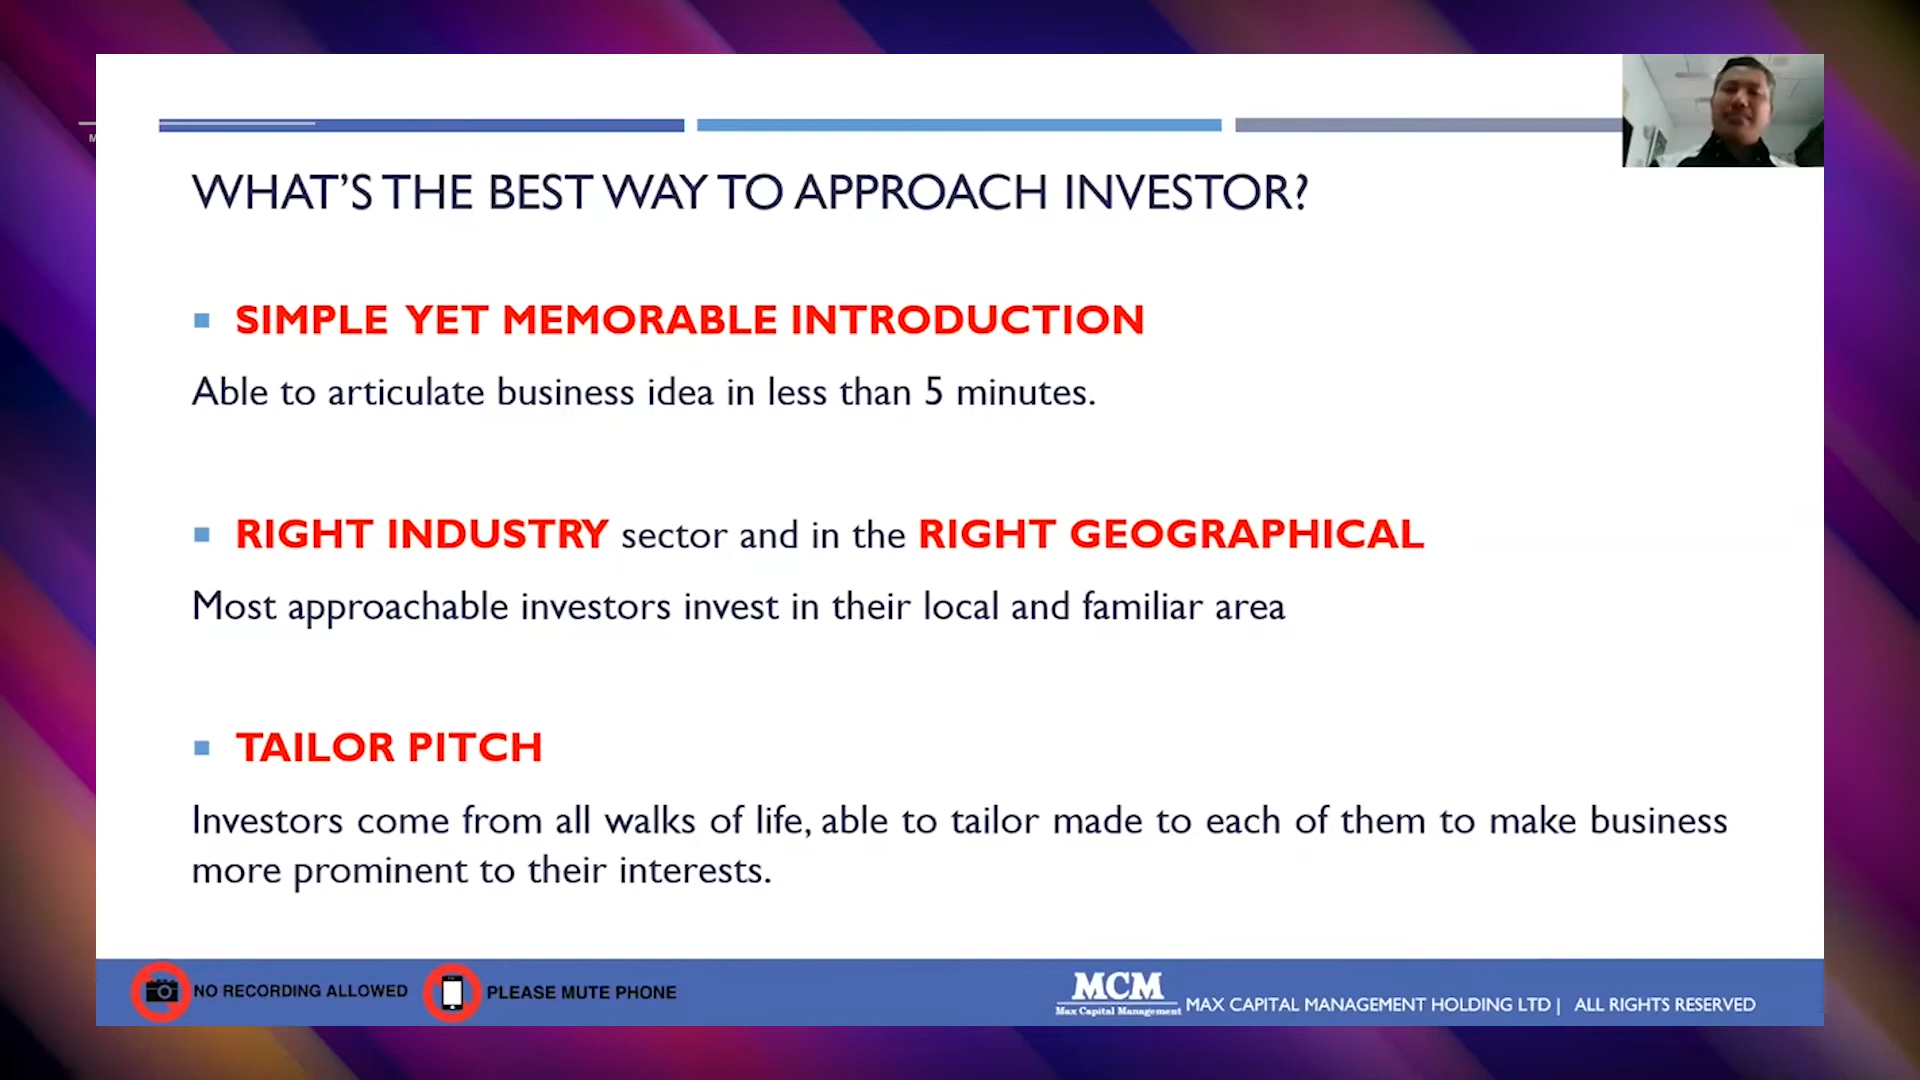 WHAT'S THE BEST WAY TO APPROACH INVESTOR?
SIMPLE YET MEMORABLE INTRODUCTION
Able to articulate business idea in less than 5 minutes.
RIGHT INDUSTRY sector and in the RIGHT GEOGRAPHICAL
Most approachable investors invest in their local and familiar area
TAILOR PITCH
Investors come from all walks of life, able to tailor made to each of them to make business
more prominent to their interests.
NO RECORDING ALLOWED
PLEASE MUTE PHONE
MCM
Max Capital Management
MAX CAPITAL MANAGEMENT HOLDING LTD | ALL RIGHTS RESERVED